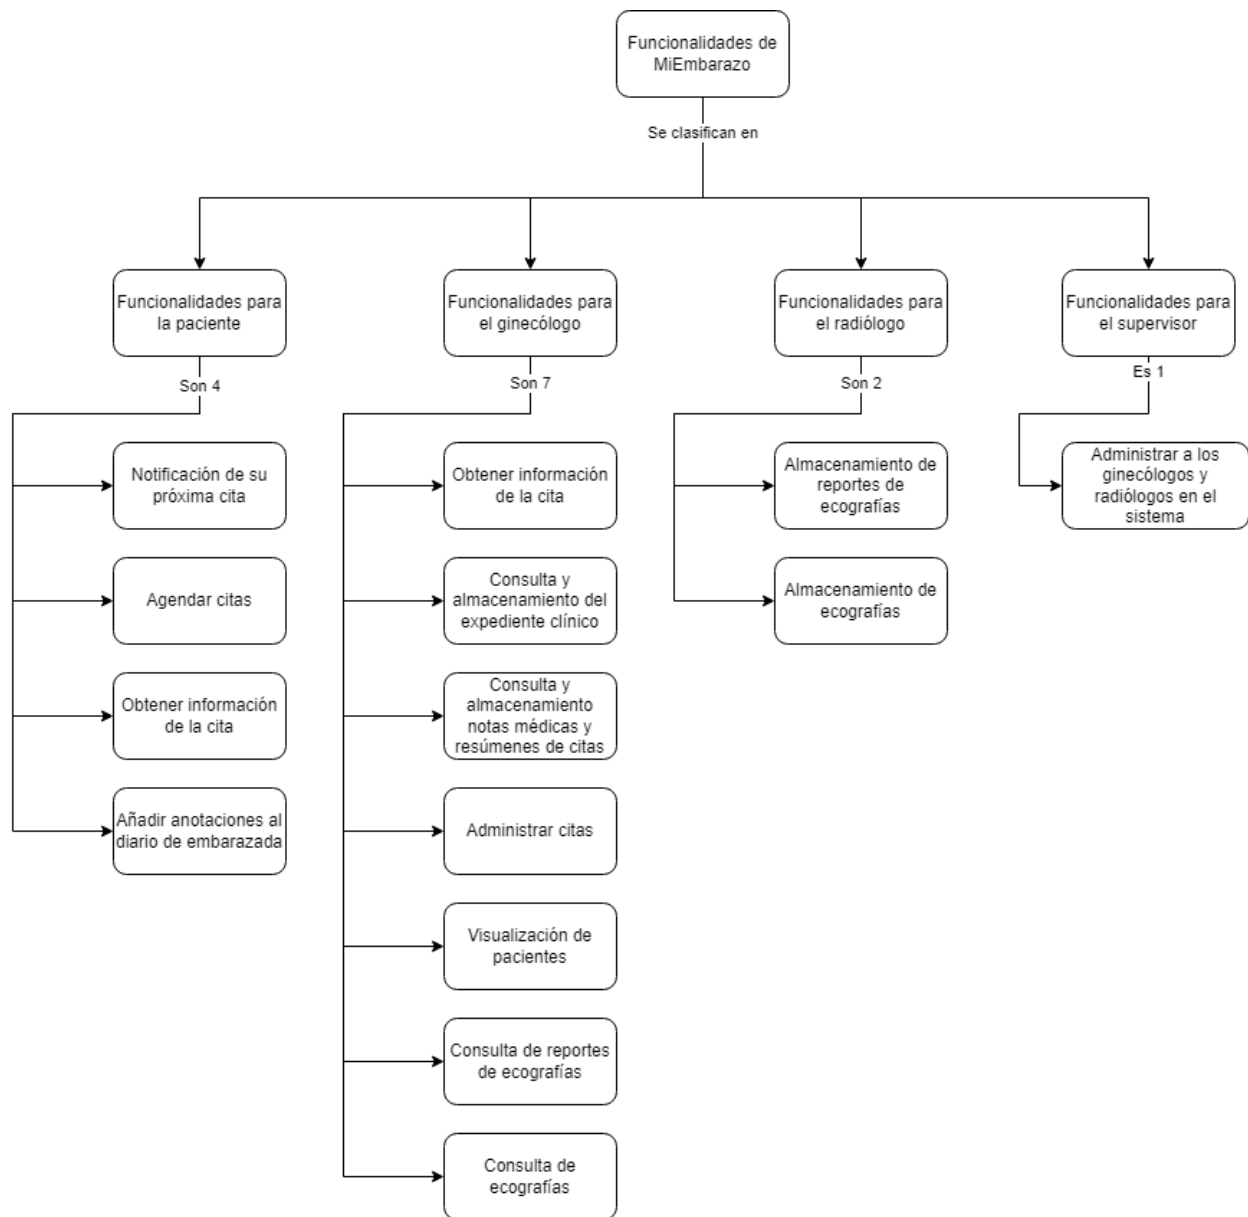 Funcionalidades de
MiEmbarazo
Se clasifican en
Funcionalidades para
la paciente
Funcionalidades para
el ginecólogo
Funcionalidades para
el radiólogo
Funcionalidades para
el supervisor
Son 4
Son 7
Son 2
Es 1
Notificación de su
próxima cita
Agendar citas
Obtener información
de la cita
Añadir anotaciones al
diario de embarazada
Obtener información
de la cita
Consulta y
almacenamiento del
expediente clínico
Consulta y
almacenamiento
notas médicas y
resúmenes de citas
Administrar citas
Visualización de
pacientes
Consulta de reportes
de ecografías
Consulta de
ecografías
Almacenamiento de
reportes de
ecografías
Almacenamiento de
ecografías
Administrar a los
ginecólogos y
radiólogos en el
sistema